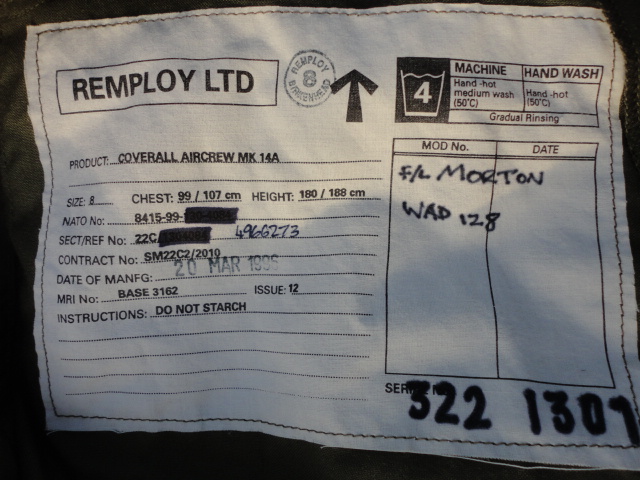 REMPLOY LTD
REMPLOY
8
BIRKENHEAD
4
MACHINE
Hand -hot
medium wash
(50°C)
HAND WASH
Hand -hot
(50°C)
Gradual Rinsing
PRODUCT: COVERALL AIRCREW MK 14A
SIZE: 8 CHEST: 99 / 107 cm HEIGHT: 180 / 188 cm
NATO No: 8415-99-
SECT/REF No: 22C/ 4966273
CONTRACT No: SM22C2/2010
DATE OF MANFG: 20 MAR
MRI No: BASE 3162 ISSUE: 12
INSTRUCTIONS: DO NOT STARCH
MOD No. DATE
F/L MORTON
WAD 128
322 1301